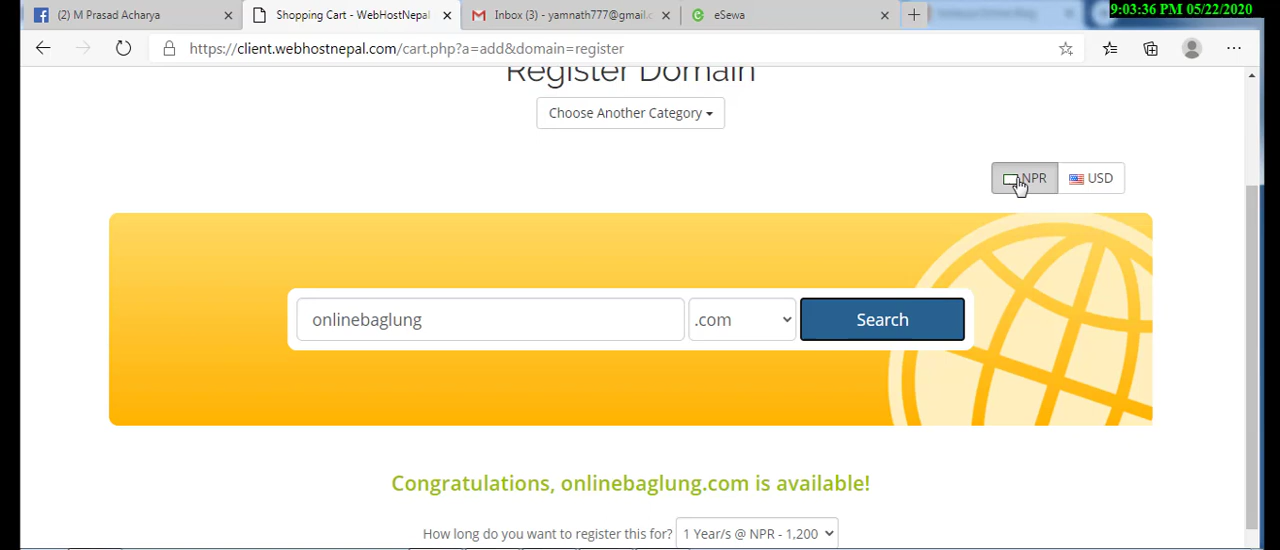 9:03:36 PM 05/22/2020
(2) M Prasad Acharya
Shopping Cart - WebHostNepal
Inbox (3) - yamnath777@gmail.c
eSewa
https://client.webhostnepal.com/cart.php?a=add&domain=register
Register Domain
Choose Another Category
NPR
USD
onlinebaglung
.com
Search
Congratulations, onlinebaglung.com is available!
How long do you want to register this for?
1 Year/s @ NPR - 1,200